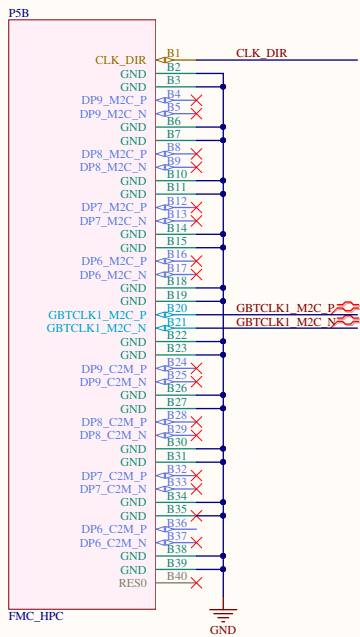 P5B
CLK_DIR B1 CLK_DIR
GND B2
GND B3
DP9_M2C_P B4
DP9_M2C_N B5
GND B6
GND B7
DP8_M2C_P B8
DP8_M2C_N B9
GND B10
GND B11
DP7_M2C_P B12
DP7_M2C_N B13
GND B14
GND B15
DP6_M2C_P B16
DP6_M2C_N B17
GND B18
GND B19
GBTCLK1_M2C_P B20 GBTCLK1_M2C_P
GBTCLK1_M2C_N B21 GBTCLK1_M2C_N
GND B22
GND B23
DP9_C2M_P B24
DP9_C2M_N B25
GND B26
GND B27
DP8_C2M_P B28
DP8_C2M_N B29
GND B30
GND B31
DP7_C2M_P B32
DP7_C2M_N B33
GND B34
GND B35
DP6_C2M_P B36
DP6_C2M_N B37
GND B38
GND B39
RES0 B40
FMC_HPC
GND